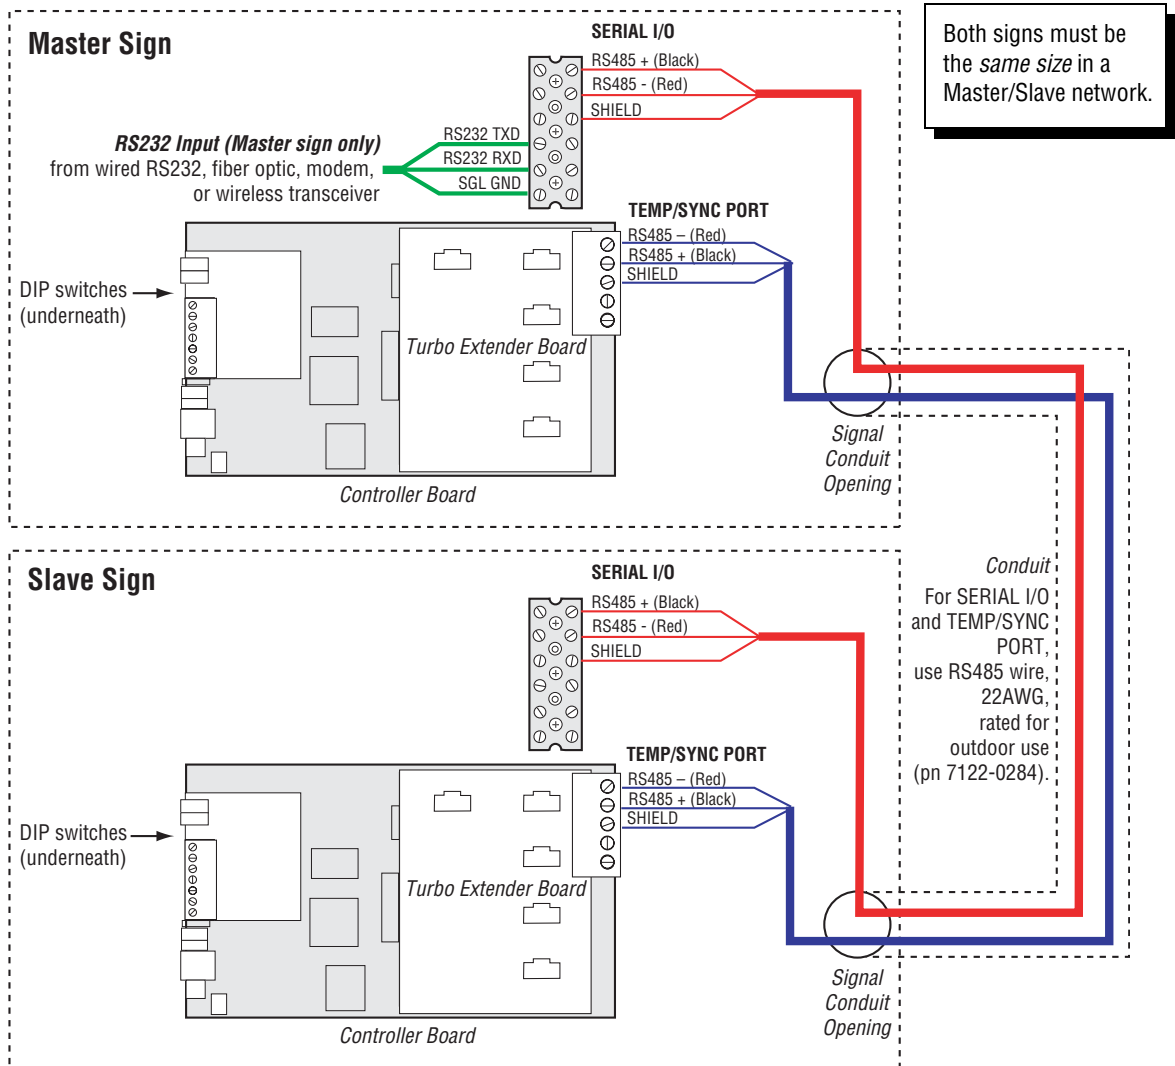 Master Sign
SERIAL I/O
RS485 + (Black)
RS485 - (Red)
SHIELD
Both signs must be
the same size in a
Master/Slave network.
RS232 Input (Master sign only)
from wired RS232, fiber optic, modem,
or wireless transceiver
RS232 TXD
RS232 RXD
SGL GND
TEMP/SYNC PORT
RS485 – (Red)
RS485 + (Black)
SHIELD
DIP switches
(underneath)
Turbo Extender Board
Controller Board
Signal
Conduit
Opening
Slave Sign
SERIAL I/O
RS485 + (Black)
RS485 - (Red)
SHIELD
Conduit
For SERIAL I/O
and TEMP/SYNC
PORT,
use RS485 wire,
22AWG,
rated for
outdoor use
(pn 7122-0284).
TEMP/SYNC PORT
RS485 – (Red)
RS485 + (Black)
SHIELD
DIP switches
(underneath)
Turbo Extender Board
Controller Board
Signal
Conduit
Opening